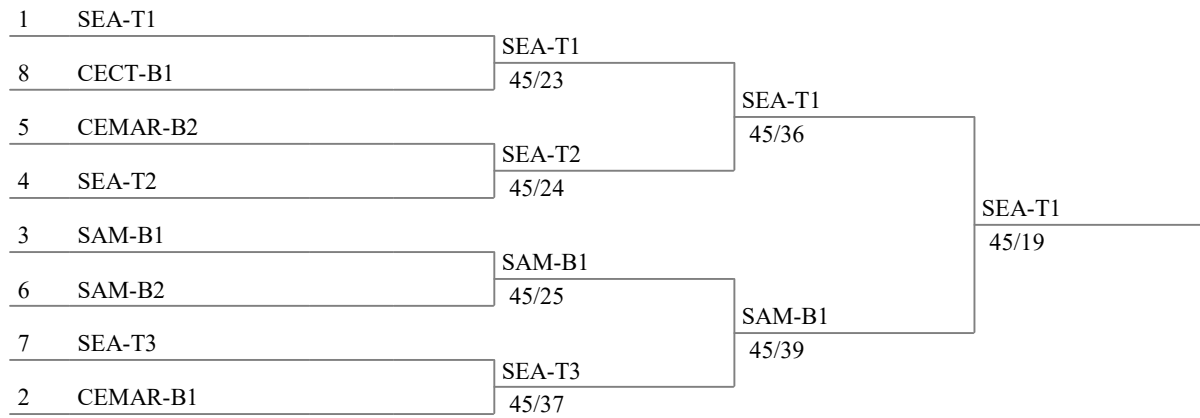 1 SEA-T1
SEA-T1
8 CECT-B1
45/23
SEA-T1
5 CEMAR-B2
45/36
SEA-T2
4 SEA-T2
45/24
SEA-T1
3 SAM-B1
45/19
SAM-B1
6 SAM-B2
45/25
SAM-B1
7 SEA-T3
45/39
SEA-T3
2 CEMAR-B1
45/37